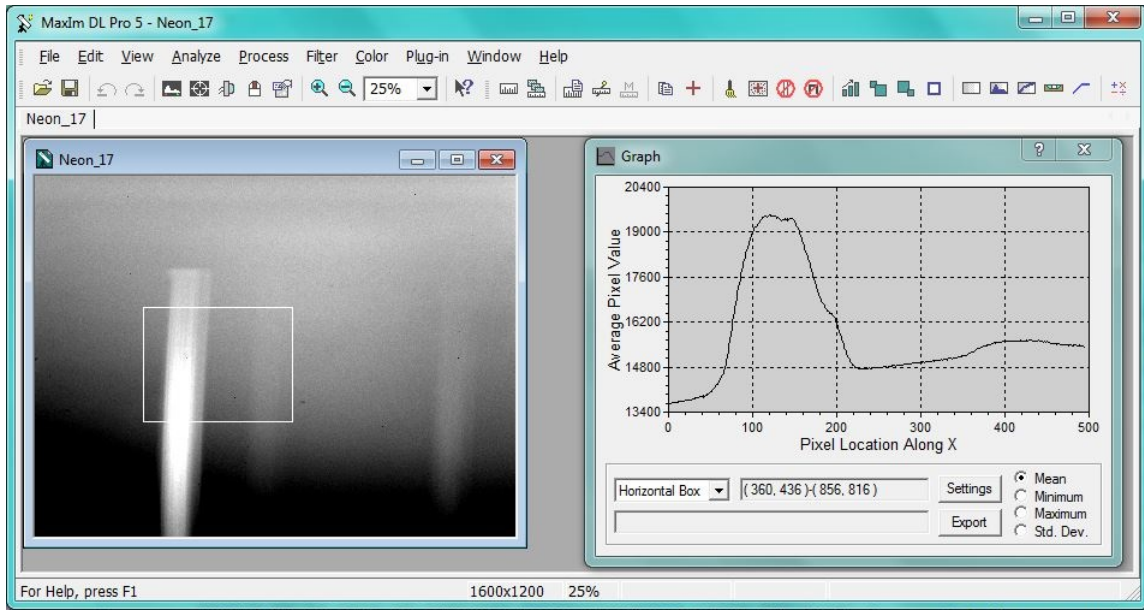 MaxIm DL Pro 5 - Neon_17
File Edit View Analyze Process Filter Color Plug-in Window Help
25%
Neon_17
Neon_17
Graph
20400
19000
17600
16200
14800
13400
Average Pixel Value
0 100 200 300 400 500
Pixel Location Along X
Horizontal Box
( 360, 436 )-( 856, 816 )
Settings
Export
Mean
Minimum
Maximum
Std. Dev.
For Help, press F1
1600x1200 25%